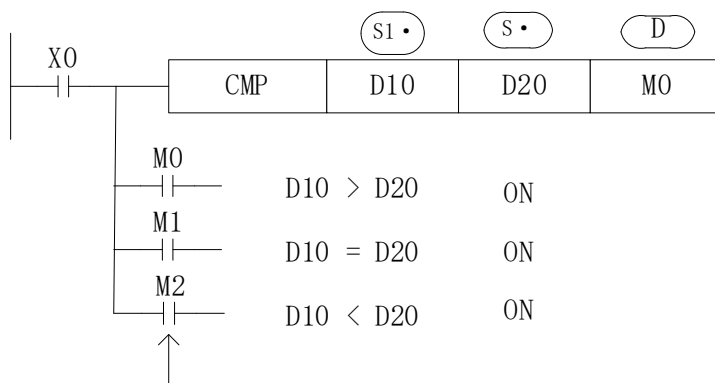 S1• S• D
X0
CMP D10 D20 M0
M0
D10 > D20 ON
M1
D10 = D20 ON
M2
D10 < D20 ON